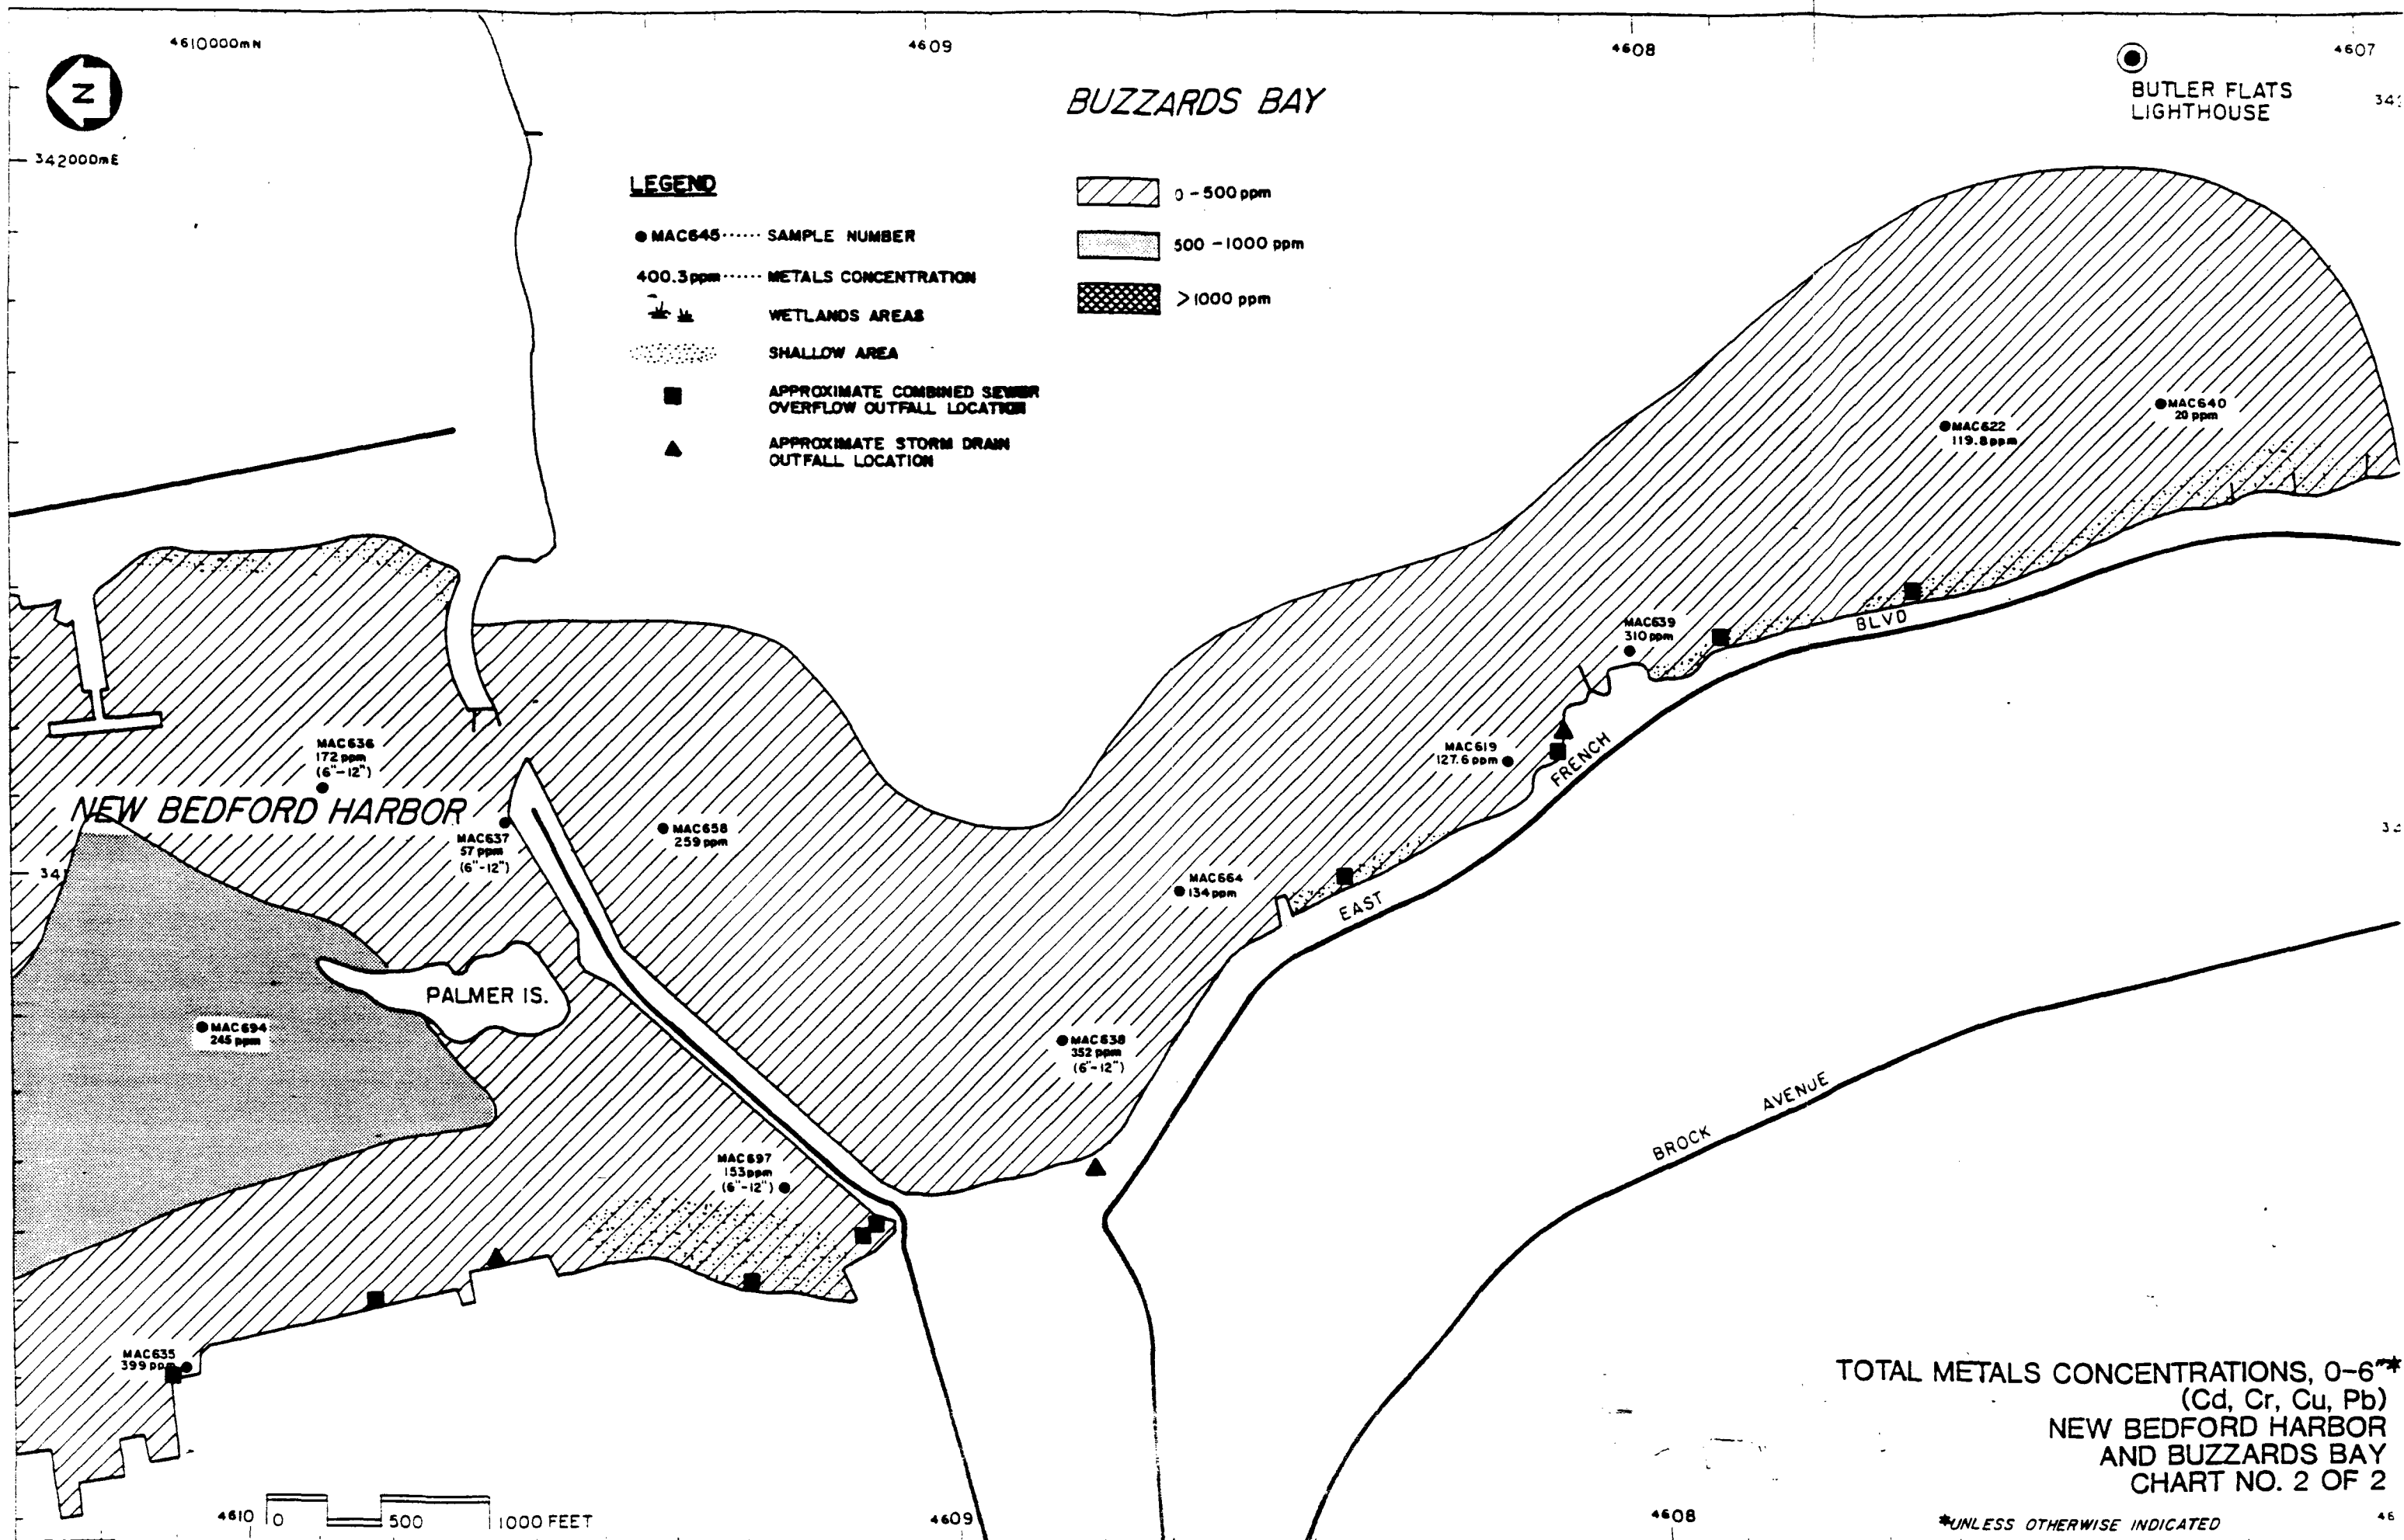 4610000mN
4609
4608
4607
N
BUZZARDS BAY
BUTLER FLATS
LIGHTHOUSE
342000mE
LEGEND
MAC645 ...... SAMPLE NUMBER
400.3ppm ...... METALS CONCENTRATION
WETLANDS AREAS
SHALLOW AREA
APPROXIMATE COMBINED SEWER
OVERFLOW OUTFALL LOCATION
APPROXIMATE STORM DRAIN
OUTFALL LOCATION
0-500 ppm
500-1000 ppm
>1000 ppm
MAC640
20 ppm
MAC622
119.8ppm
MAC639
310 ppm
BLVD
MAC636
172 ppm
(6"-12")
MAC619
127.6 ppm
FRENCH
NEW BEDFORD HARBOR
MAC637
57 ppm
(6"-12")
MAC658
259 ppm
341
MAC664
134 ppm
EAST
PALMER IS.
MAC694
245 ppm
MAC638
352 ppm
(6"-12")
BROCK AVENUE
MAC697
153ppm
(6"-12")
MAC635
399 ppm
TOTAL METALS CONCENTRATIONS, 0-6"*
(Cd, Cr, Cu, Pb)
NEW BEDFORD HARBOR
AND BUZZARDS BAY
CHART NO. 2 OF 2
4610
0
500
1000 FEET
4609
4608
*UNLESS OTHERWISE INDICATED